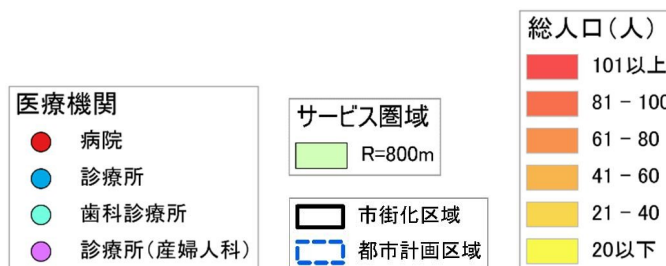 医療機関
病院
診療所
歯科診療所
診療所(産婦人科)
サービス圏域
R=800m
市街化区域
都市計画区域
総人口(人)
101以上
81 - 100
61 - 80
41 - 60
21 - 40
20以下